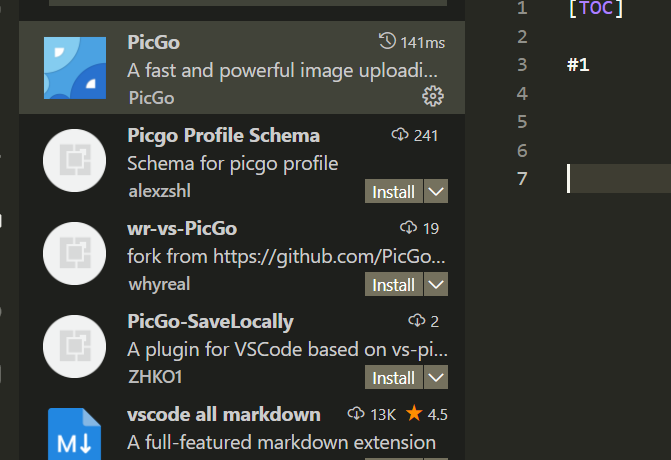 PicGo 141ms
A fast and powerful image uploadi...
PicGo
Picgo Profile Schema 241
Schema for picgo profile
alexzshl Install
wr-vs-PicGo 19
fork from https://github.com/PicGo...
whyreal Install
PicGo-SaveLocally 2
A plugin for VSCode based on vs-pi...
ZHKO1 Install
M↓
vscode all markdown 13K ★ 4.5
A full-featured markdown extension
1 [TOC]
2
3 #1
4
5
6
7